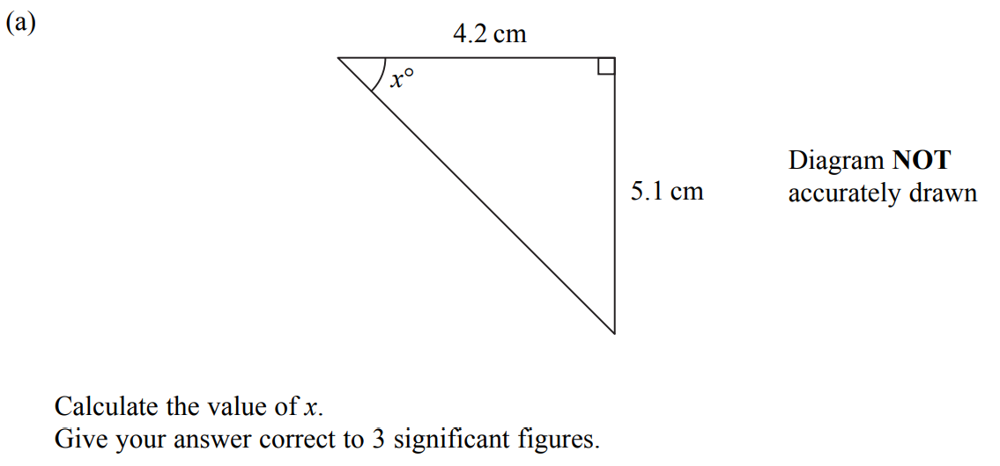 (a)
4.2 cm
x°
5.1 cm
Diagram NOT
accurately drawn
Calculate the value of x.
Give your answer correct to 3 significant figures.